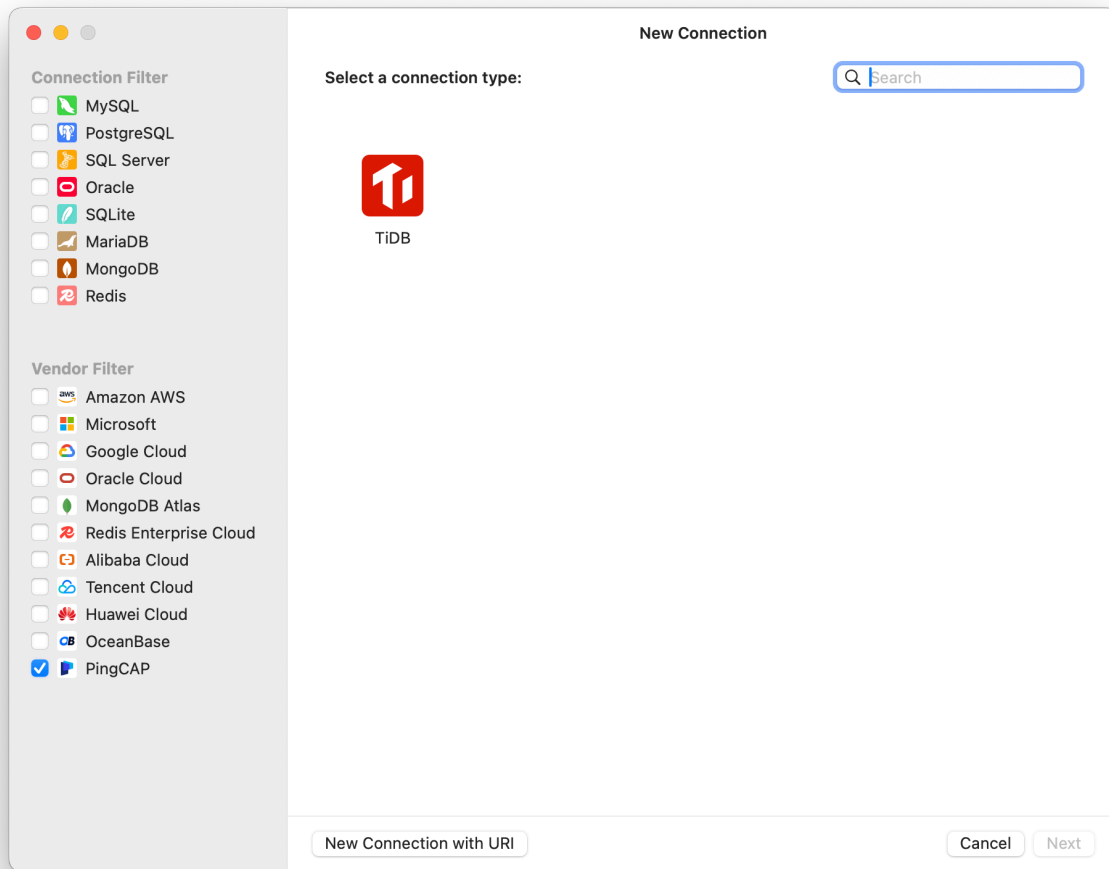 New Connection
Connection Filter
MySQL
PostgreSQL
SQL Server
Oracle
SQLite
MariaDB
MongoDB
Redis
Vendor Filter
aws Amazon AWS
Microsoft
Google Cloud
Oracle Cloud
MongoDB Atlas
Redis Enterprise Cloud
Alibaba Cloud
Tencent Cloud
Huawei Cloud
OB OceanBase
PingCAP
Select a connection type:
Search
TiDB
New Connection with URI
Cancel
Next